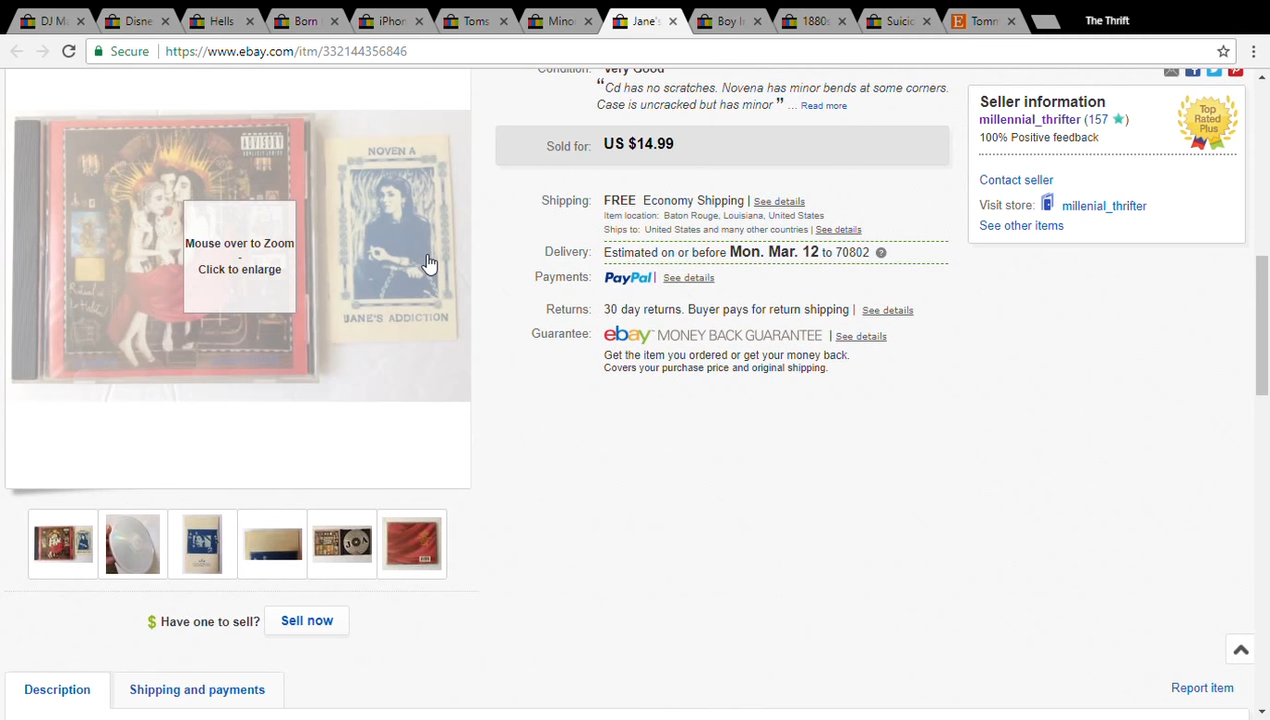 DJ M
Disne
Hells
Born
iPhon
Toms
Mino
Jane's
Boy I
1880s
Suicid
Tomm
The Thrift
Secure
https://www.ebay.com/itm/332144356846
Condition: Very Good
“Cd has no scratches. Novena has minor bends at some corners.
Case is uncracked but has minor ” ... Read more
Sold for: US $14.99
Shipping: FREE Economy Shipping | See details
Item location: Baton Rouge, Louisiana, United States
Ships to: United States and many other countries | See details
Delivery: Estimated on or before Mon. Mar. 12 to 70802
Payments: PayPal | See details
Returns: 30 day returns. Buyer pays for return shipping | See details
Guarantee: ebay MONEY BACK GUARANTEE | See details
Get the item you ordered or get your money back.
Covers your purchase price and original shipping.
Seller information
millennial_thrifter (157 )
100% Positive feedback
Top
Rated
Plus
Contact seller
Visit store: millenial_thrifter
See other items
ADVISORY
NOVENA
JANE'S ADDICTION
Mouse over to Zoom
-
Click to enlarge
$ Have one to sell? Sell now
Description
Shipping and payments
Report item